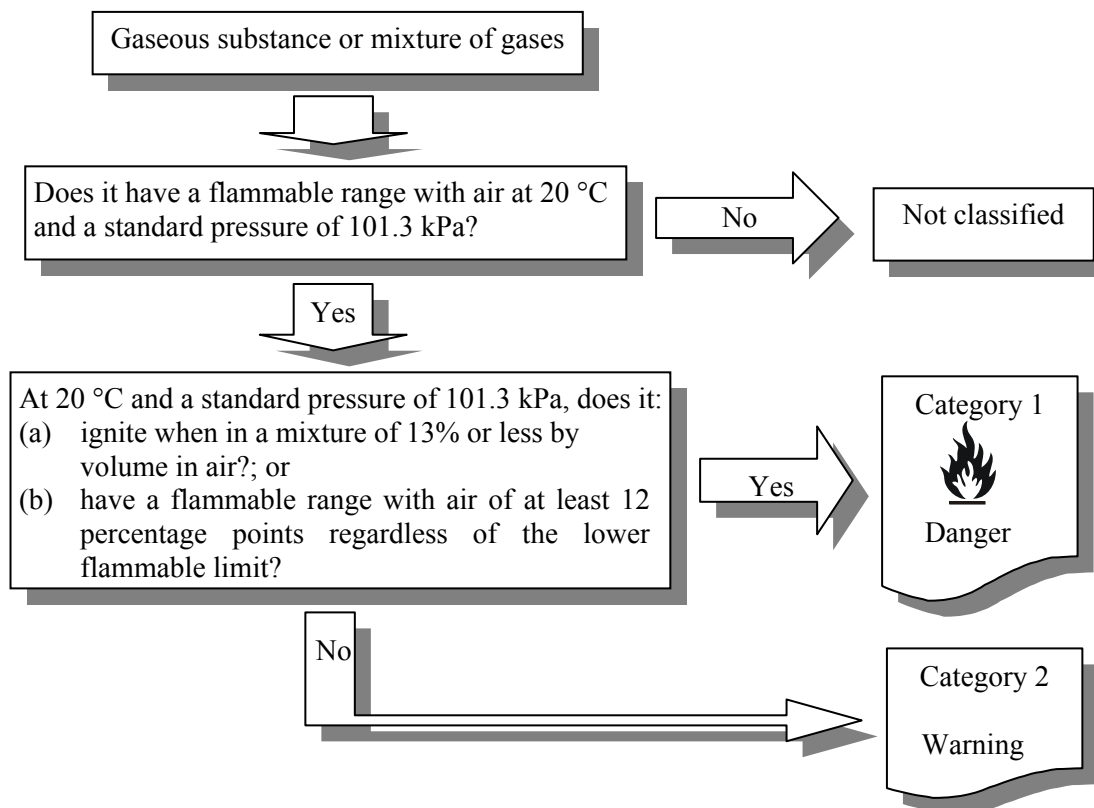 Gaseous substance or mixture of gases
Does it have a flammable range with air at 20 °C
and a standard pressure of 101.3 kPa?
No
Not classified
Yes
At 20 °C and a standard pressure of 101.3 kPa, does it:
(a) ignite when in a mixture of 13% or less by
volume in air?; or
(b) have a flammable range with air of at least 12
percentage points regardless of the lower
flammable limit?
Yes
Category 1
Danger
No
Category 2
Warning